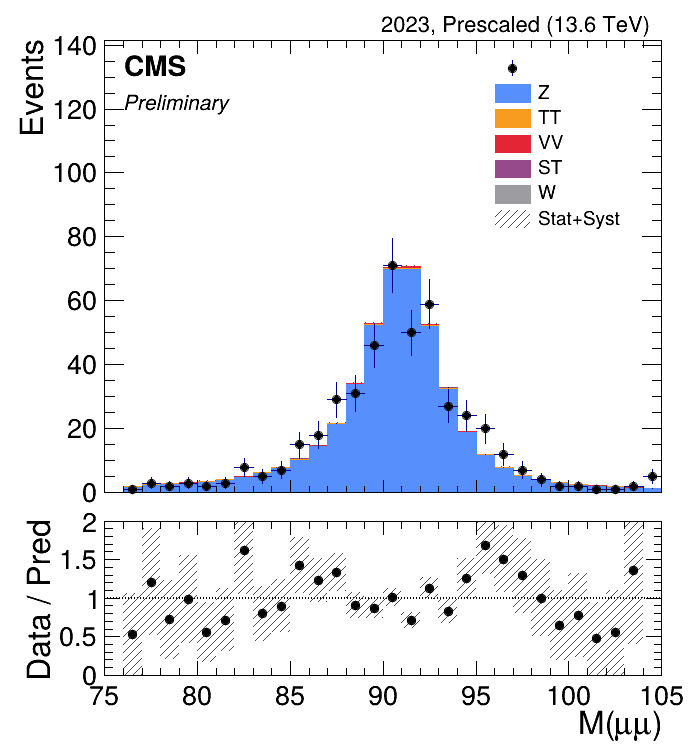 2023, Prescaled (13.6 TeV)
Events
140
120
100
80
60
40
20
0
CMS
Preliminary
Z
TT
VV
ST
W
Stat+Syst
Data / Pred
2
1.5
1
0.5
0
75 80 85 90 95 100 105
M(μμ)